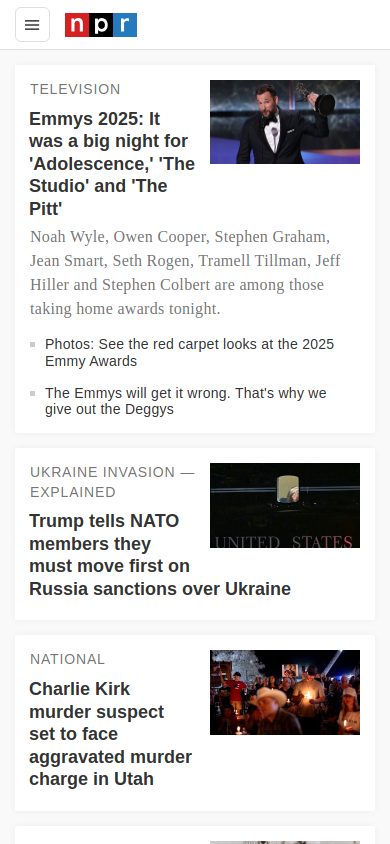 npr
TELEVISION
Emmys 2025: It
was a big night for
'Adolescence,' 'The
Studio' and 'The
Pitt'
Noah Wyle, Owen Cooper, Stephen Graham,
Jean Smart, Seth Rogen, Tramell Tillman, Jeff
Hiller and Stephen Colbert are among those
taking home awards tonight.
Photos: See the red carpet looks at the 2025
Emmy Awards
The Emmys will get it wrong. That's why we
give out the Deggys
UKRAINE INVASION —
EXPLAINED
UNITED STATES
Trump tells NATO
members they
must move first on
Russia sanctions over Ukraine
NATIONAL
Charlie Kirk
murder suspect
set to face
aggravated murder
charge in Utah